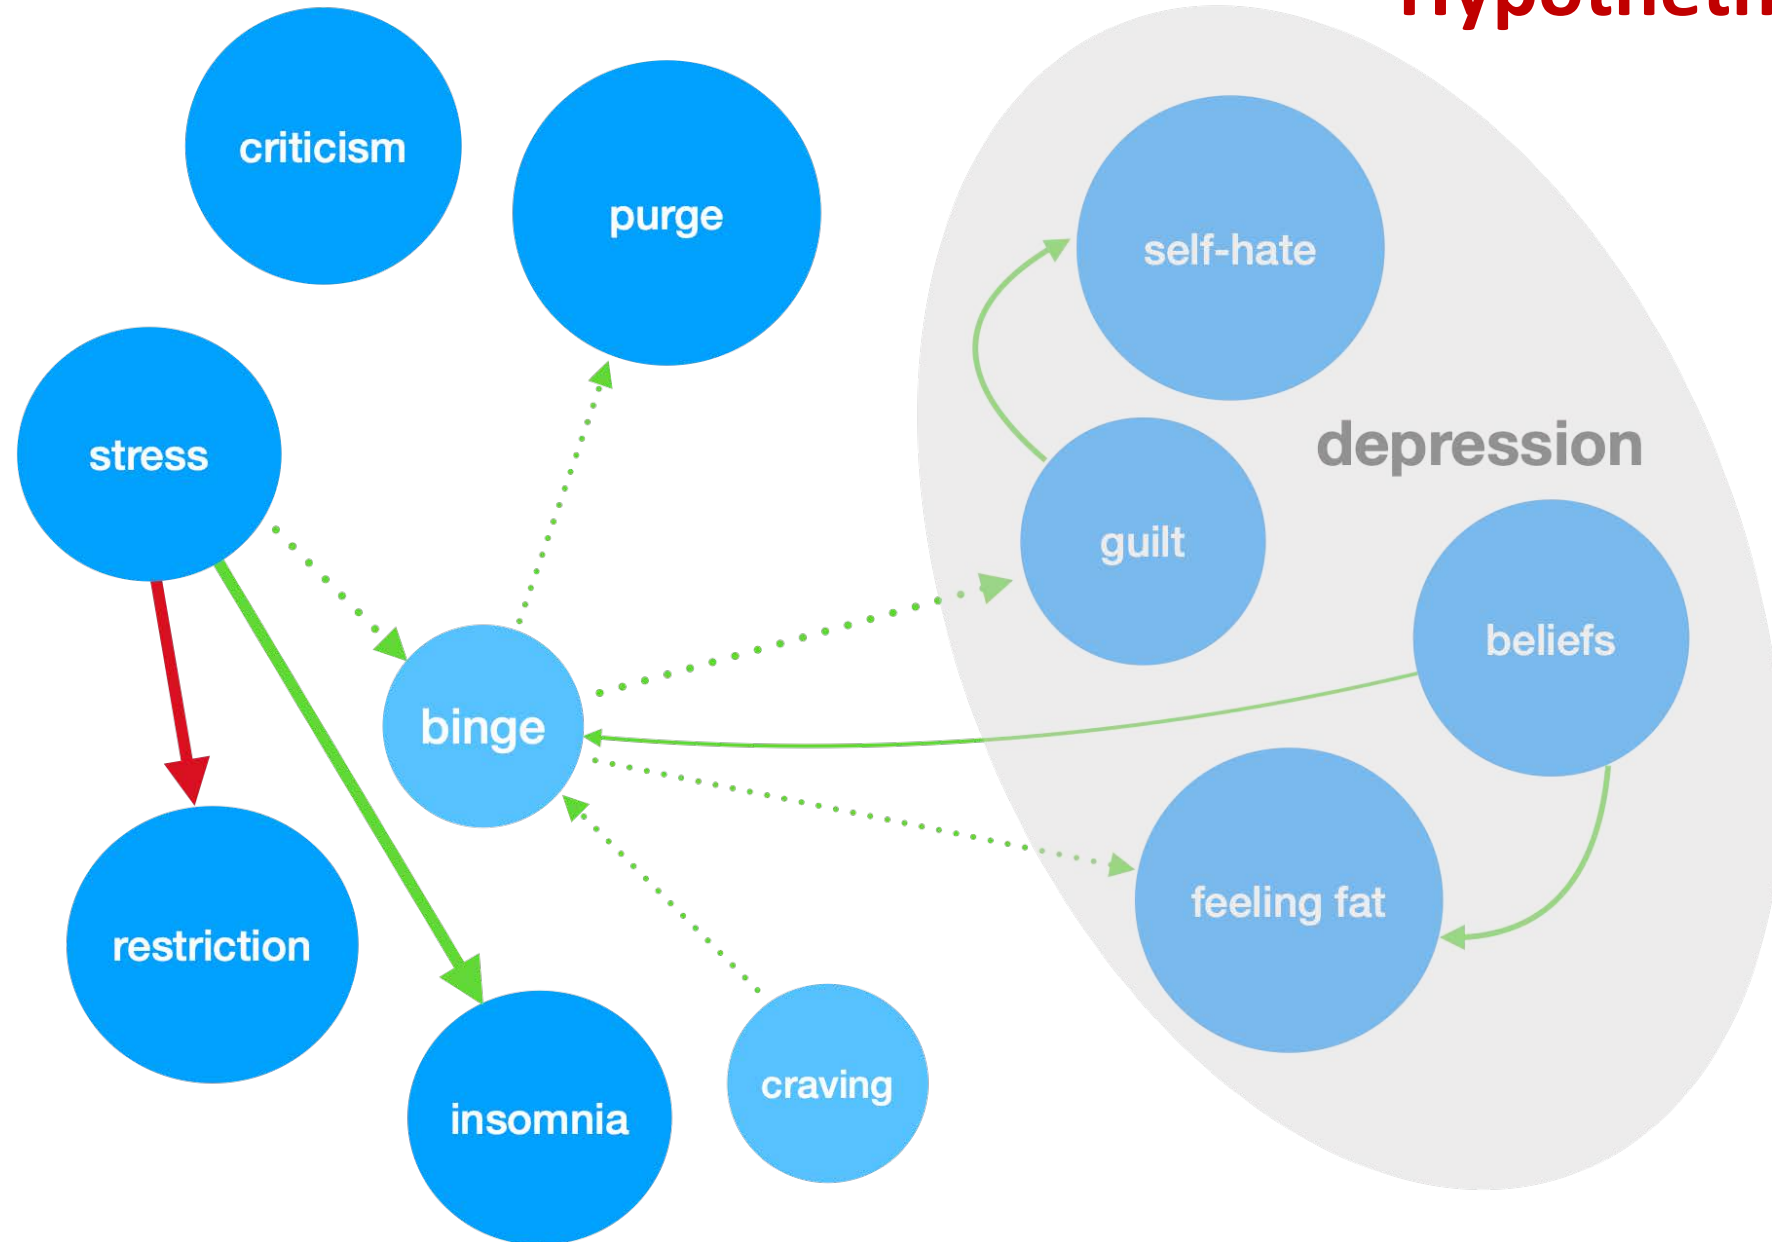 criticism
purge
self-hate
depression
stress
guilt
beliefs
binge
feeling fat
restriction
craving
insomnia